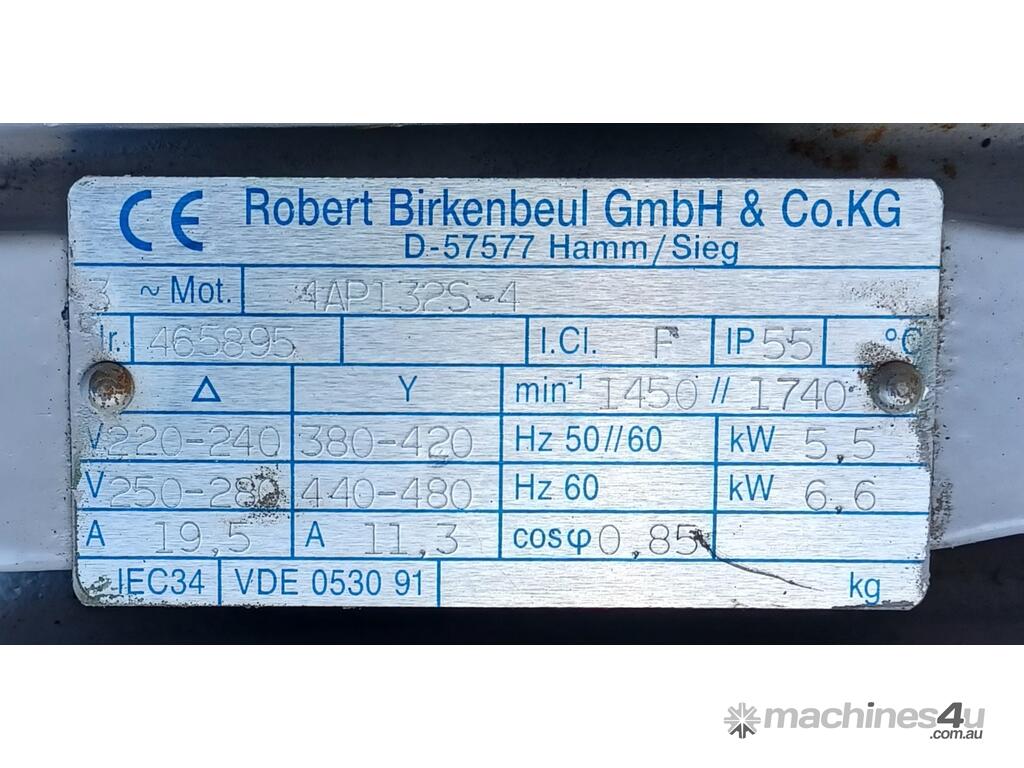 CE Robert Birkenbeul GmbH & Co.KG
D-57577 Hamm/Sieg
3 ~ Mot. 4AP132S-4
465895 I.Cl. F IP 55 °C
Δ Y min⁻¹ 1450 // 1740
V 220-240 380-420 Hz 50//60 kW 5,5
V 250-280 440-480 Hz 60 kW 6,6
A 19,5 A 11,3 cosφ 0,85
IEC34 VDE 0530 91 kg
machines4u
.com.au